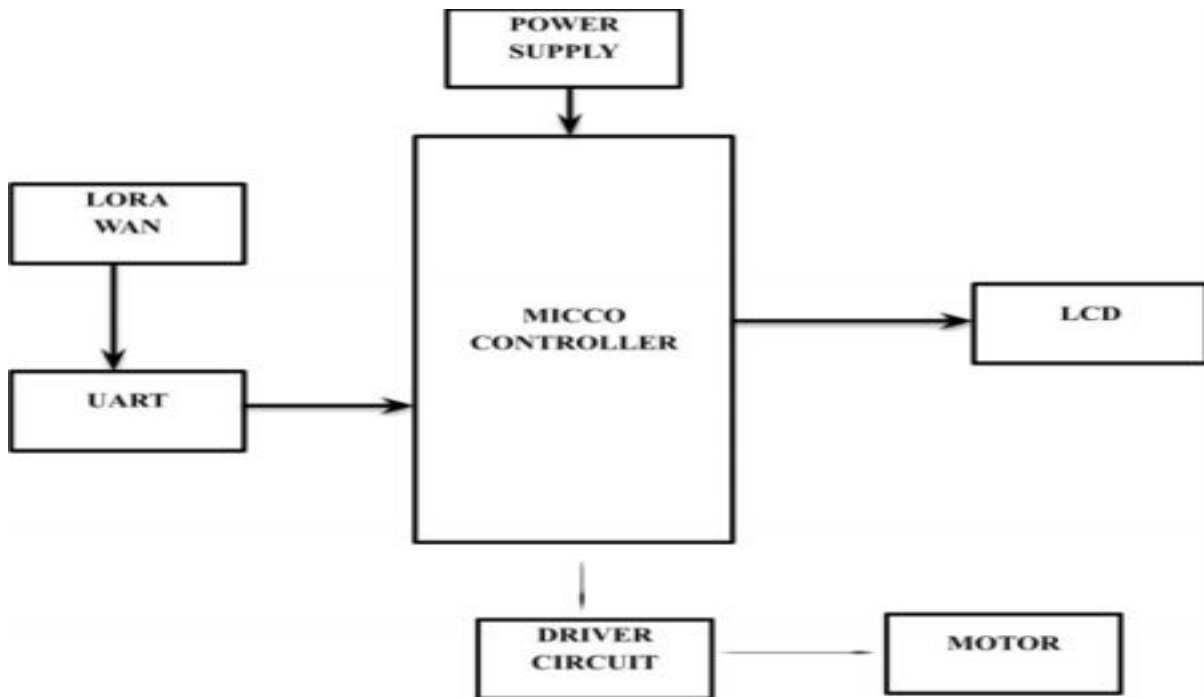 POWER
SUPPLY
LORA
WAN
MICCO
CONTROLLER
LCD
UART
DRIVER
CIRCUIT
MOTOR